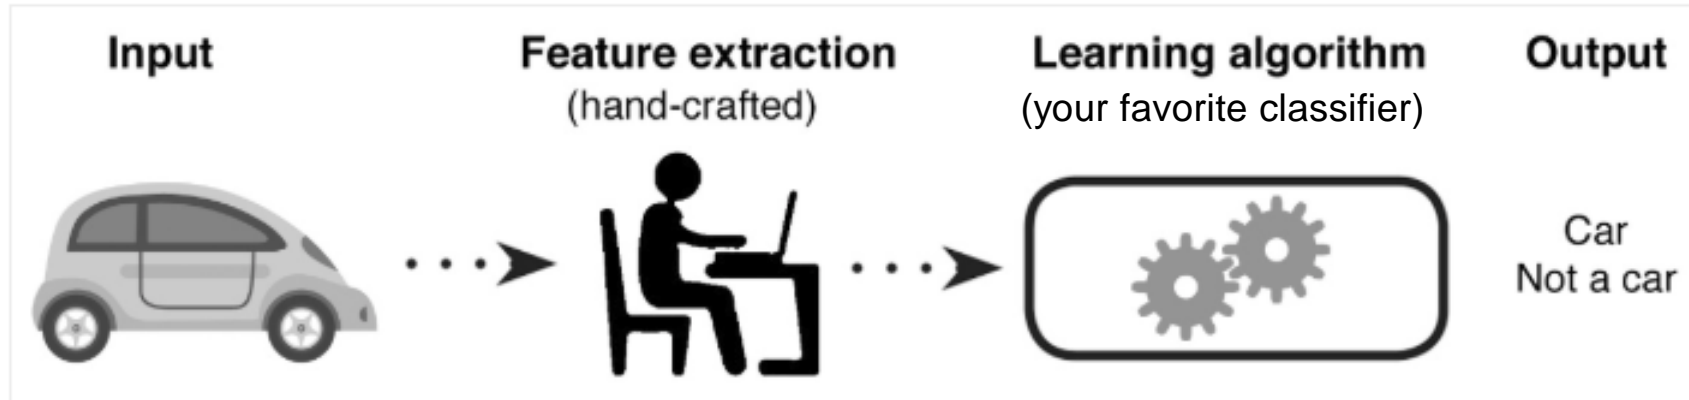 Input
Feature extraction
(hand-crafted)
Learning algorithm
(your favorite classifier)
Output
Car
Not a car